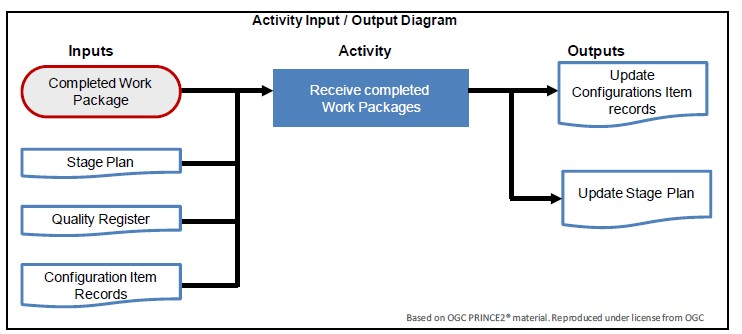 Activity Input / Output Diagram
Inputs
Activity
Outputs
Completed Work
Package
Receive completed
Work Packages
Update
Configurations Item
records
Stage Plan
Update Stage Plan
Quality Register
Configuration Item
Records
Based on OGC PRINCE2® material. Reproduced under license from OGC